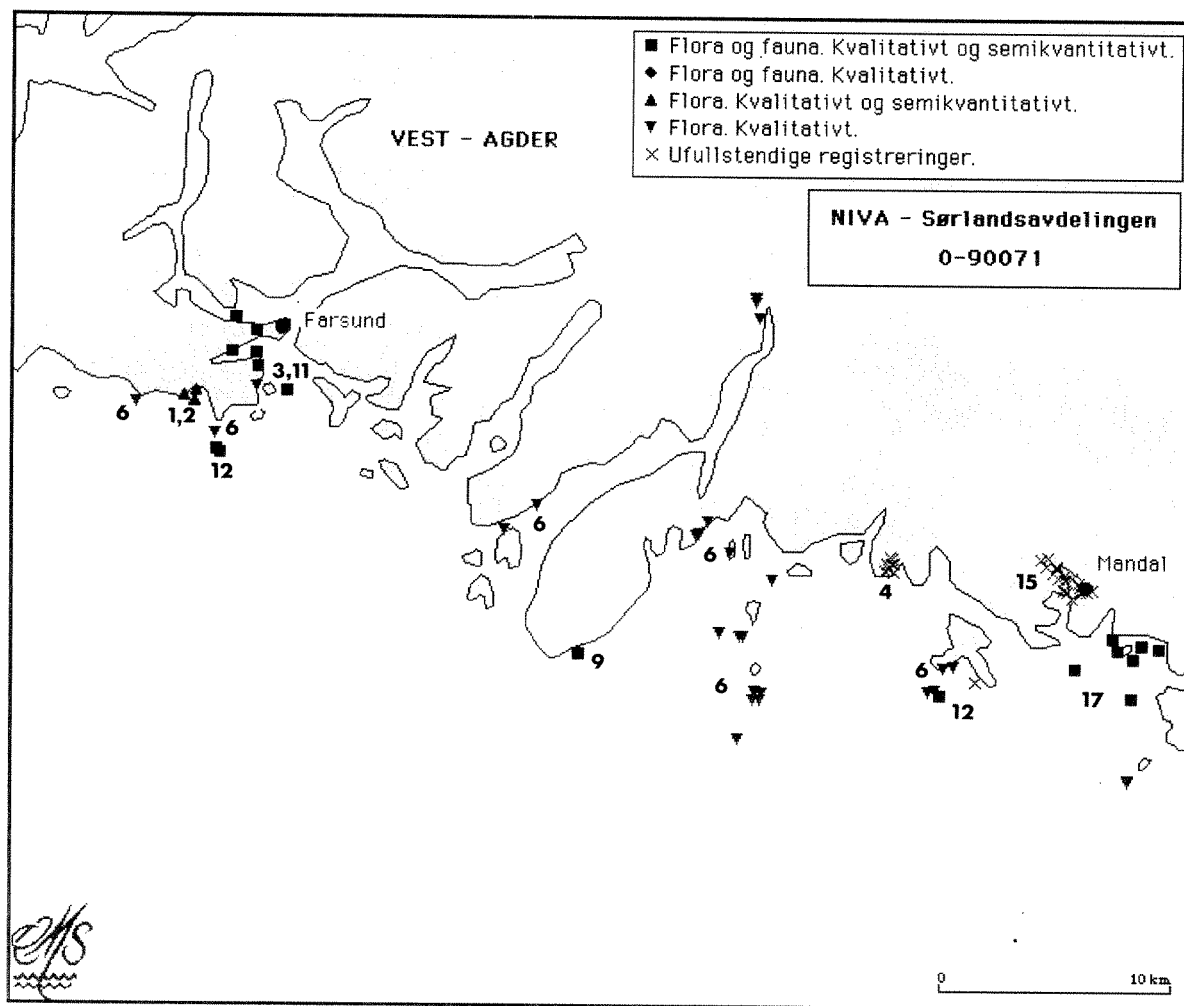 ■ Flora og fauna. Kvalitativt og semikvantitativt.
◆ Flora og fauna. Kvalitativt.
▲ Flora. Kvalitativt og semikvantitativt.
▼ Flora. Kvalitativt.
× Ufullstendige registreringer.
VEST - AGDER
NIVA - Sørlandsavdelingen
0-90071
Farsund
3,11
6
1,2
6
12
6
6
Mandal
15
4
9
6
6
12
17
0 10 km